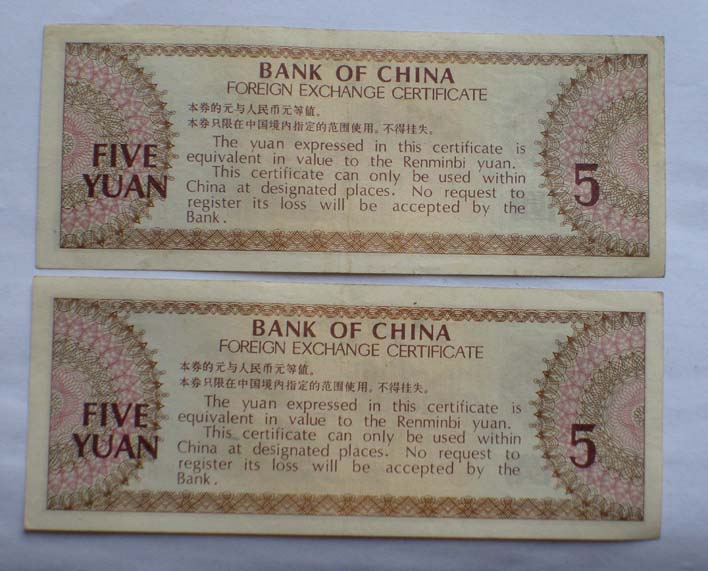 BANK OF CHINA
FOREIGN EXCHANGE CERTIFICATE
本券的元与人民币元等值。
本券只限在中国境内指定的范围使用。不得挂失。
FIVE
YUAN
The yuan expressed in this certificate is
equivalent in value to the Renminbi yuan.
This certificate can only be used within
China at designated places. No request to
register its loss will be accepted by the
Bank.
5
BANK OF CHINA
FOREIGN EXCHANGE CERTIFICATE
本券的元与人民币元等值。
本券只限在中国境内指定的范围使用。不得挂失。
FIVE
YUAN
The yuan expressed in this certificate is
equivalent in value to the Renminbi yuan.
This certificate can only be used within
China at designated places. No request to
register its loss will be accepted by the
Bank.
5